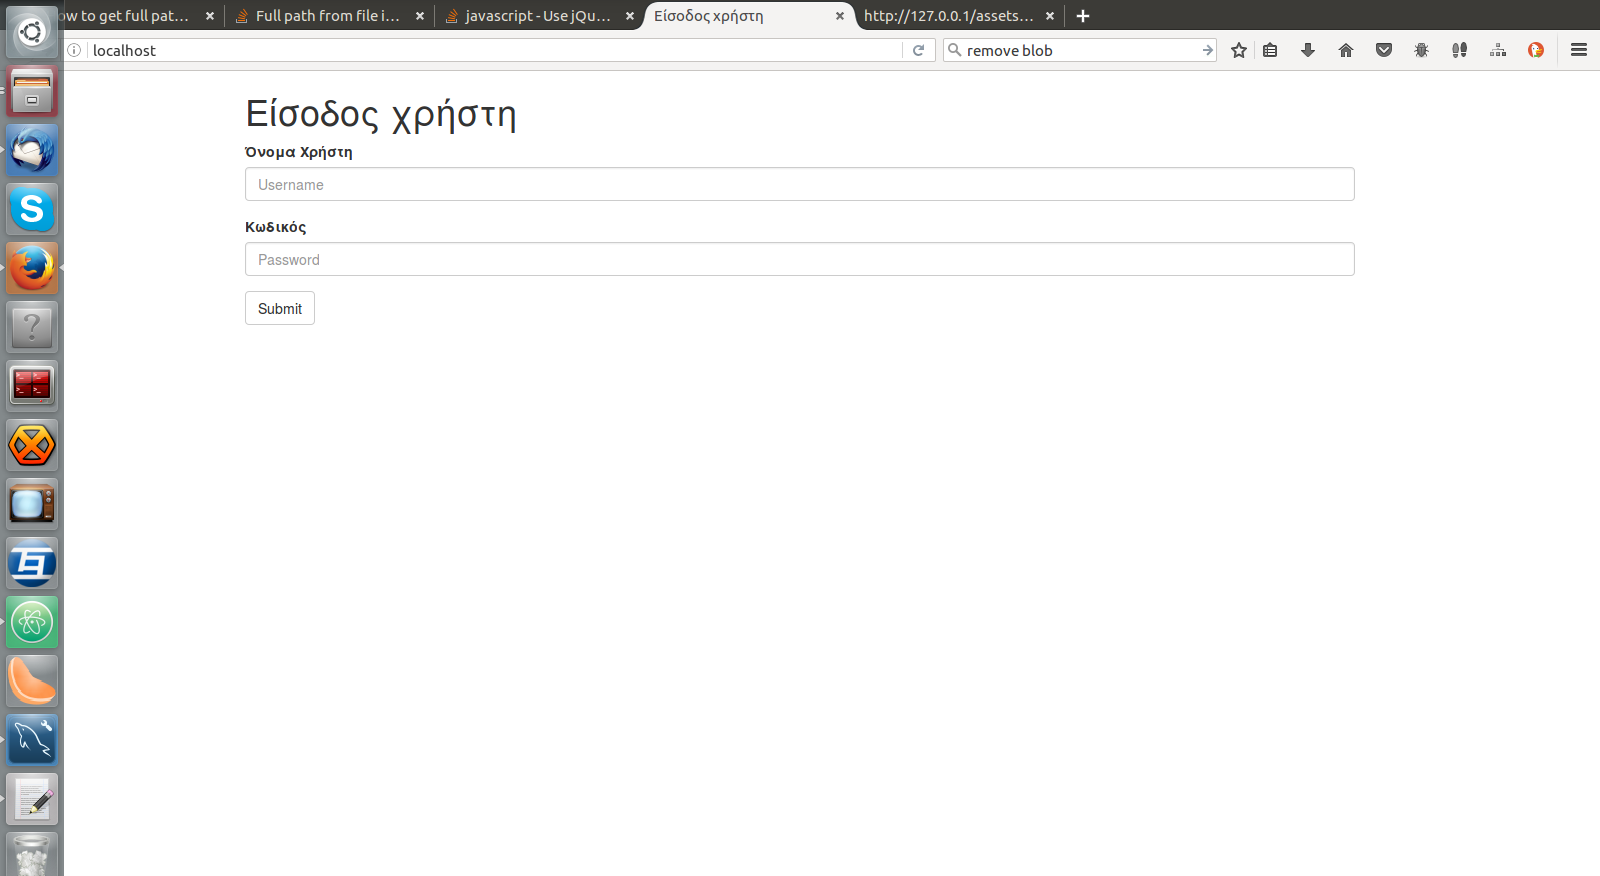 ow to get full pat...
Full path from file i...
javascript - Use jQu...
Είσοδος χρήστη
http://127.0.0.1/assets...
localhost
remove blob
Είσοδος χρήστη
Όνομα Χρήστη
Username
Κωδικός
Password
Submit